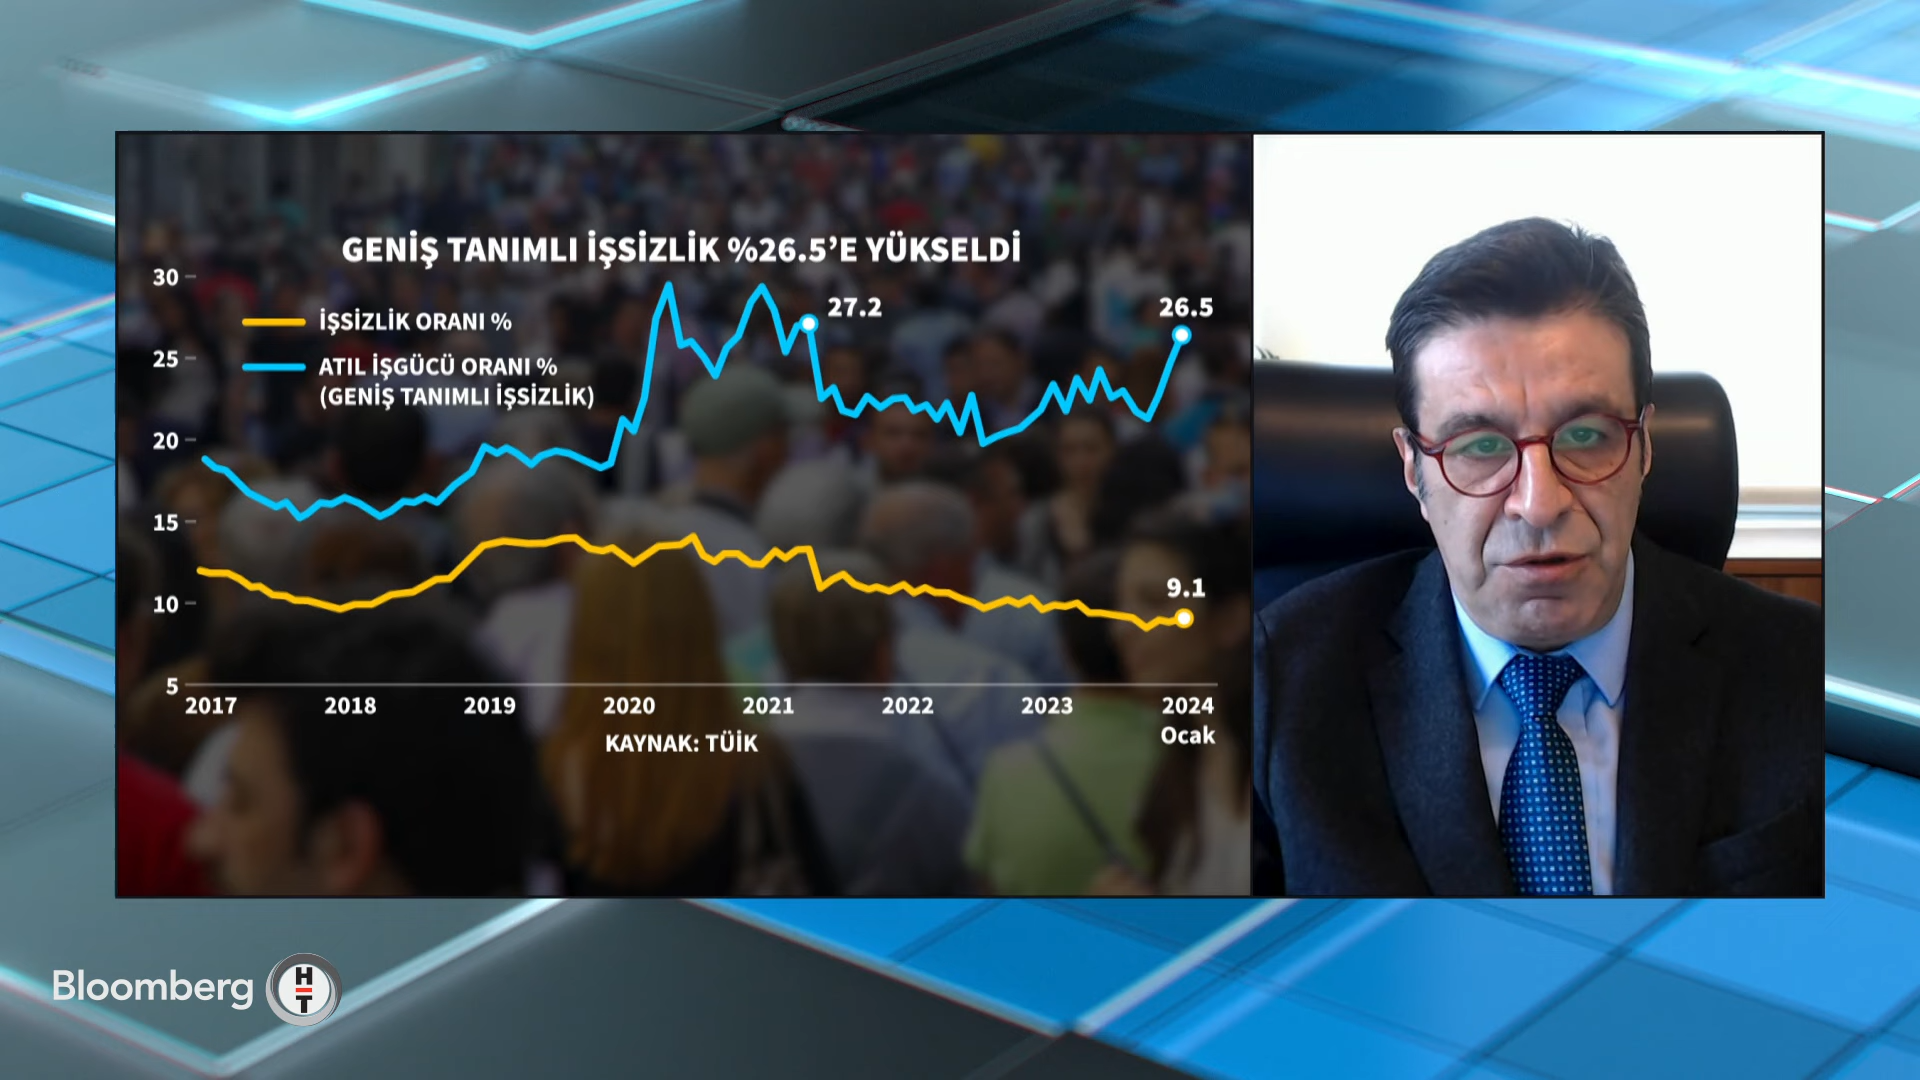 GENİŞ TANIMLI İŞSİZLİK %26.5’E YÜKSELDİ
30
İŞSİZLİK ORANI %
27.2
26.5
25
ATIL İŞGÜCÜ ORANI %
(GENİŞ TANIMLI İŞSİZLİK)
20
15
10
9.1
5
2017 2018 2019 2020 2021 2022 2023 2024
Ocak
KAYNAK: TÜİK
Bloomberg HT